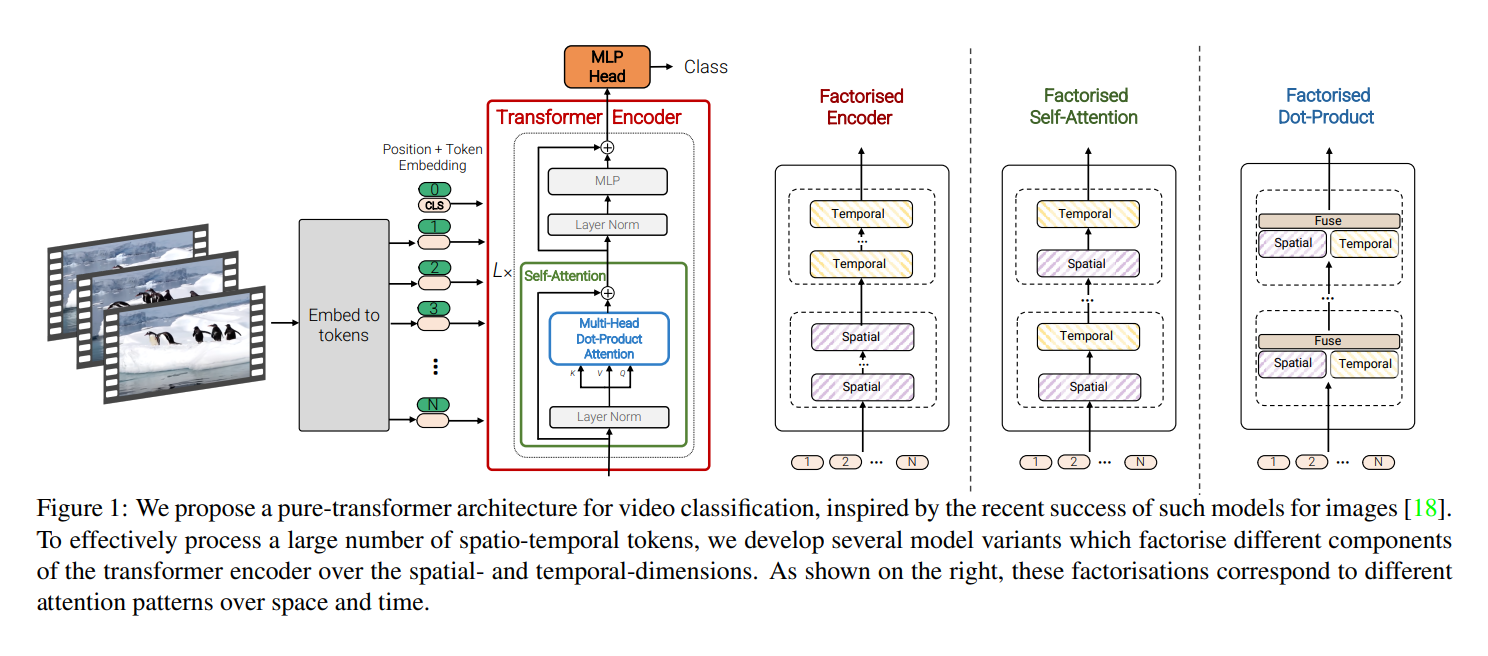 MLP
Head
Class
Transformer Encoder
Position + Token
Embedding
0
CLS
1
2
3
N
Embed to
tokens
L×
MLP
Layer Norm
Self-Attention
Multi-Head
Dot-Product
Attention
K V Q
Layer Norm
Factorised
Encoder
Temporal
...
Temporal
Spatial
...
Spatial
1 2 ... N
Factorised
Self-Attention
Temporal
Spatial
...
Temporal
Spatial
1 2 ... N
Factorised
Dot-Product
Fuse
Spatial Temporal
...
Fuse
Spatial Temporal
1 2 ... N
Figure 1: We propose a pure-transformer architecture for video classification, inspired by the recent success of such models for images [18].
To effectively process a large number of spatio-temporal tokens, we develop several model variants which factorise different components
of the transformer encoder over the spatial- and temporal-dimensions. As shown on the right, these factorisations correspond to different
attention patterns over space and time.